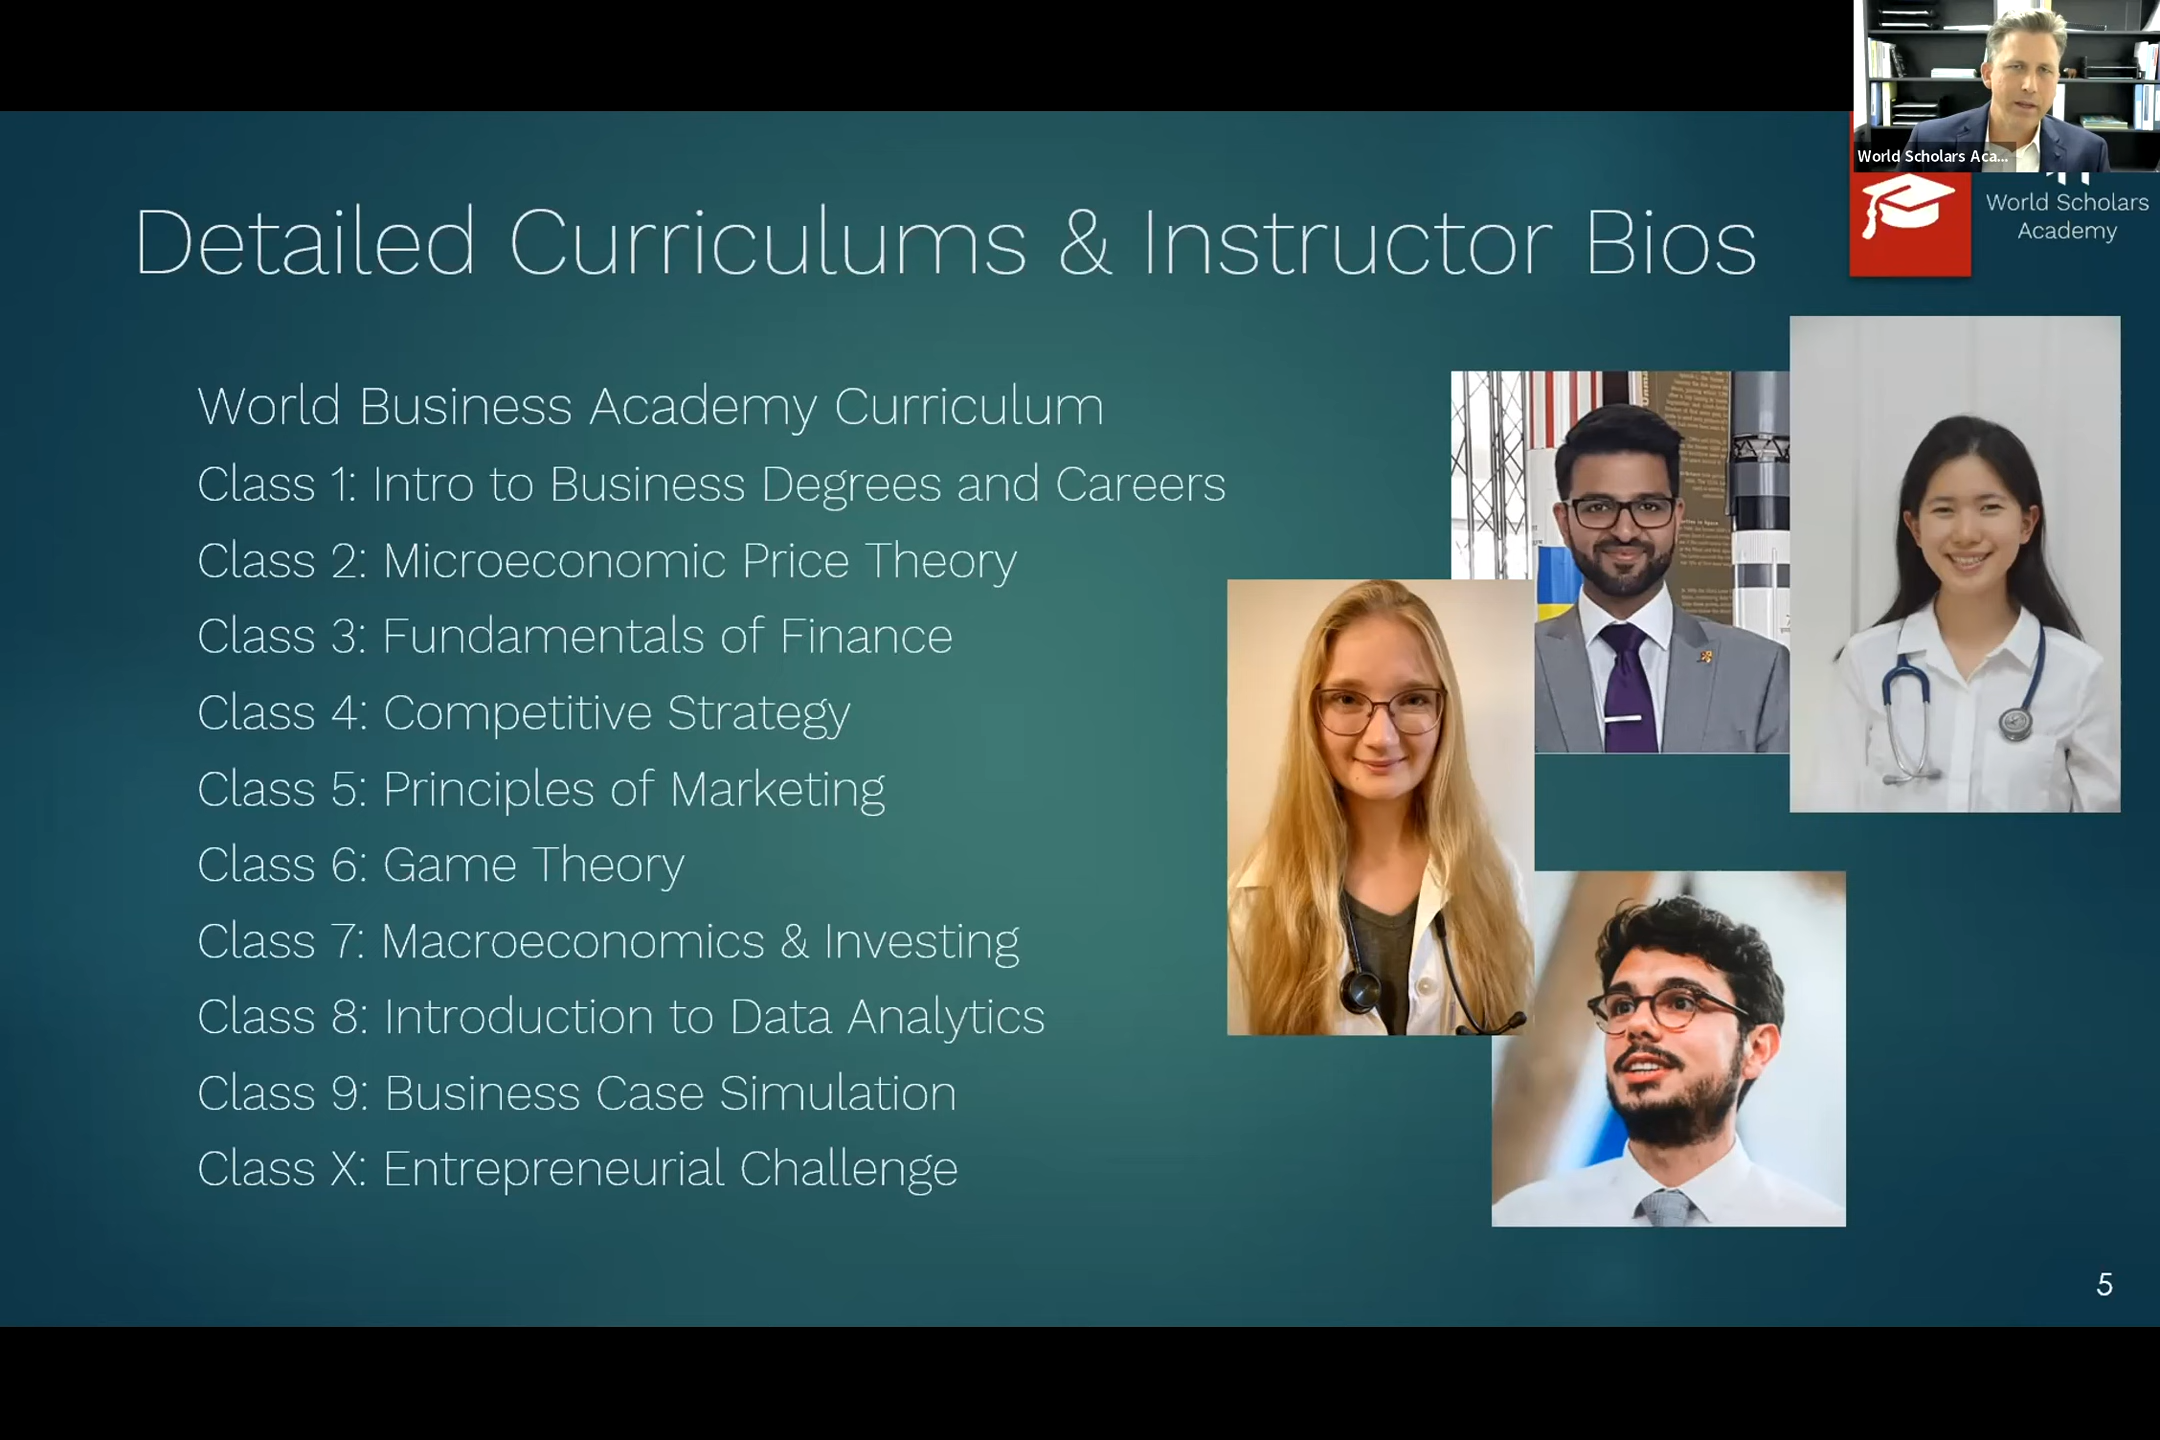 World Scholars Aca...
World Scholars
Academy
Detailed Curriculums & Instructor Bios
World Business Academy Curriculum
Class 1: Intro to Business Degrees and Careers
Class 2: Microeconomic Price Theory
Class 3: Fundamentals of Finance
Class 4: Competitive Strategy
Class 5: Principles of Marketing
Class 6: Game Theory
Class 7: Macroeconomics & Investing
Class 8: Introduction to Data Analytics
Class 9: Business Case Simulation
Class X: Entrepreneurial Challenge
5